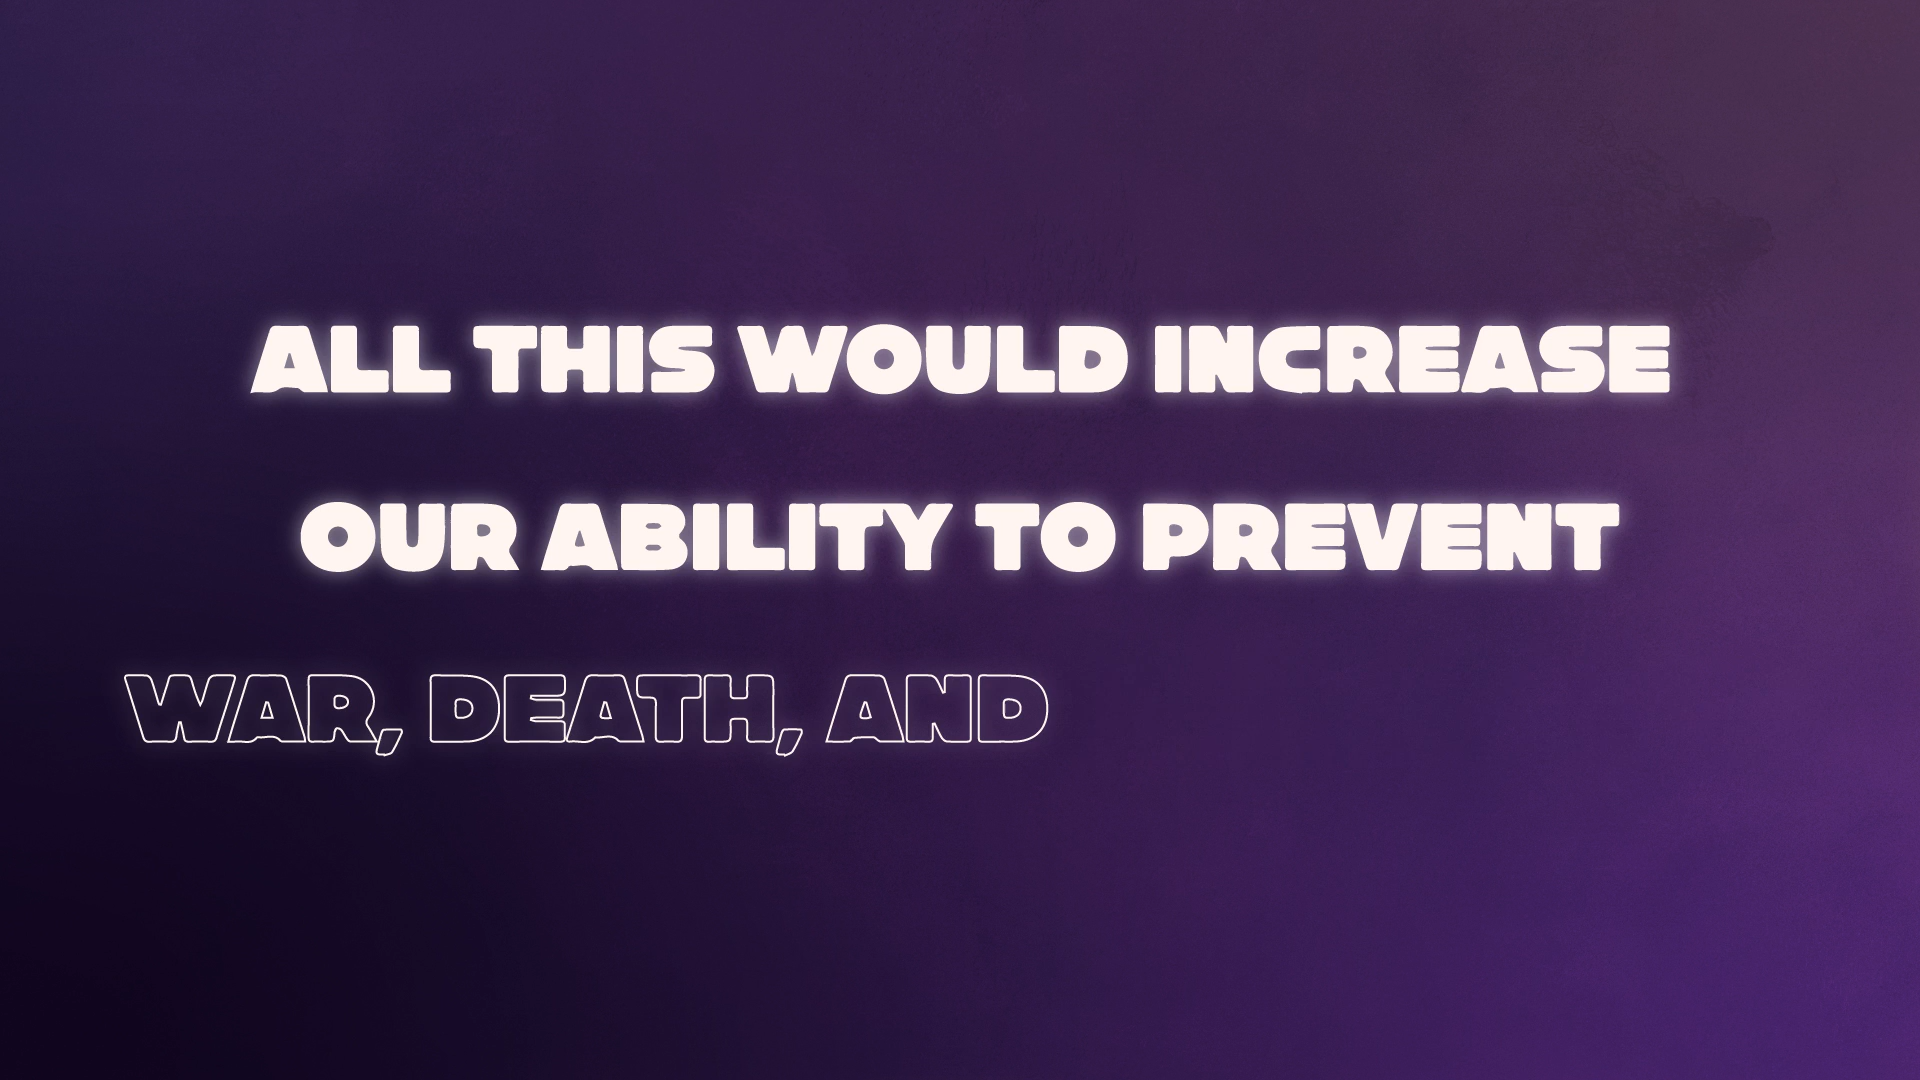 ALL THIS WOULD INCREASE
OUR ABILITY TO PREVENT
WAR, DEATH, AND